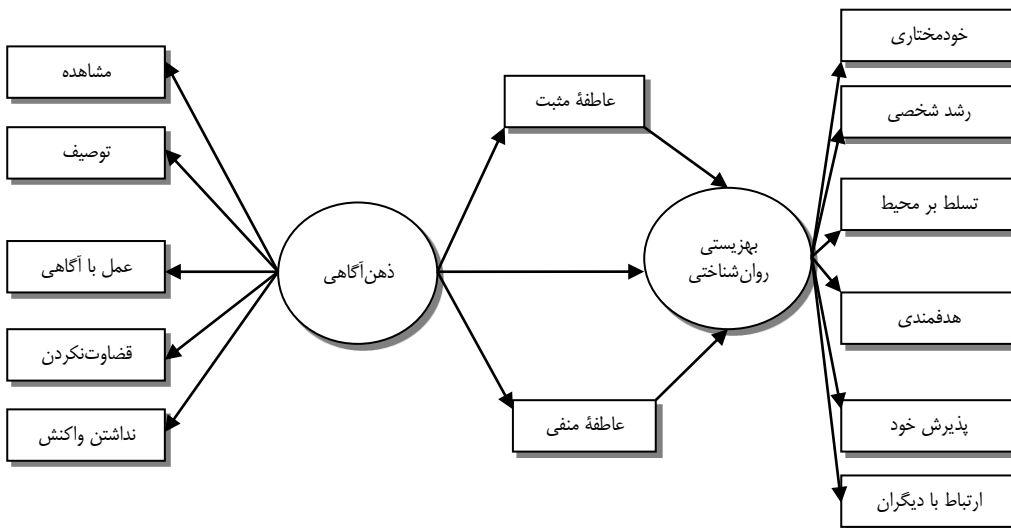 خودمختاری
رشد شخصی
تسلط بر محیط
هدفمندی
پذیرش خود
ارتباط با دیگران
بهزیستی
روان‌شناختی
عاطفهٔ مثبت
عاطفهٔ منفی
ذهن‌آگاهی
مشاهده
توصیف
عمل با آگاهی
قضاوت‌نکردن
نداشتن واکنش